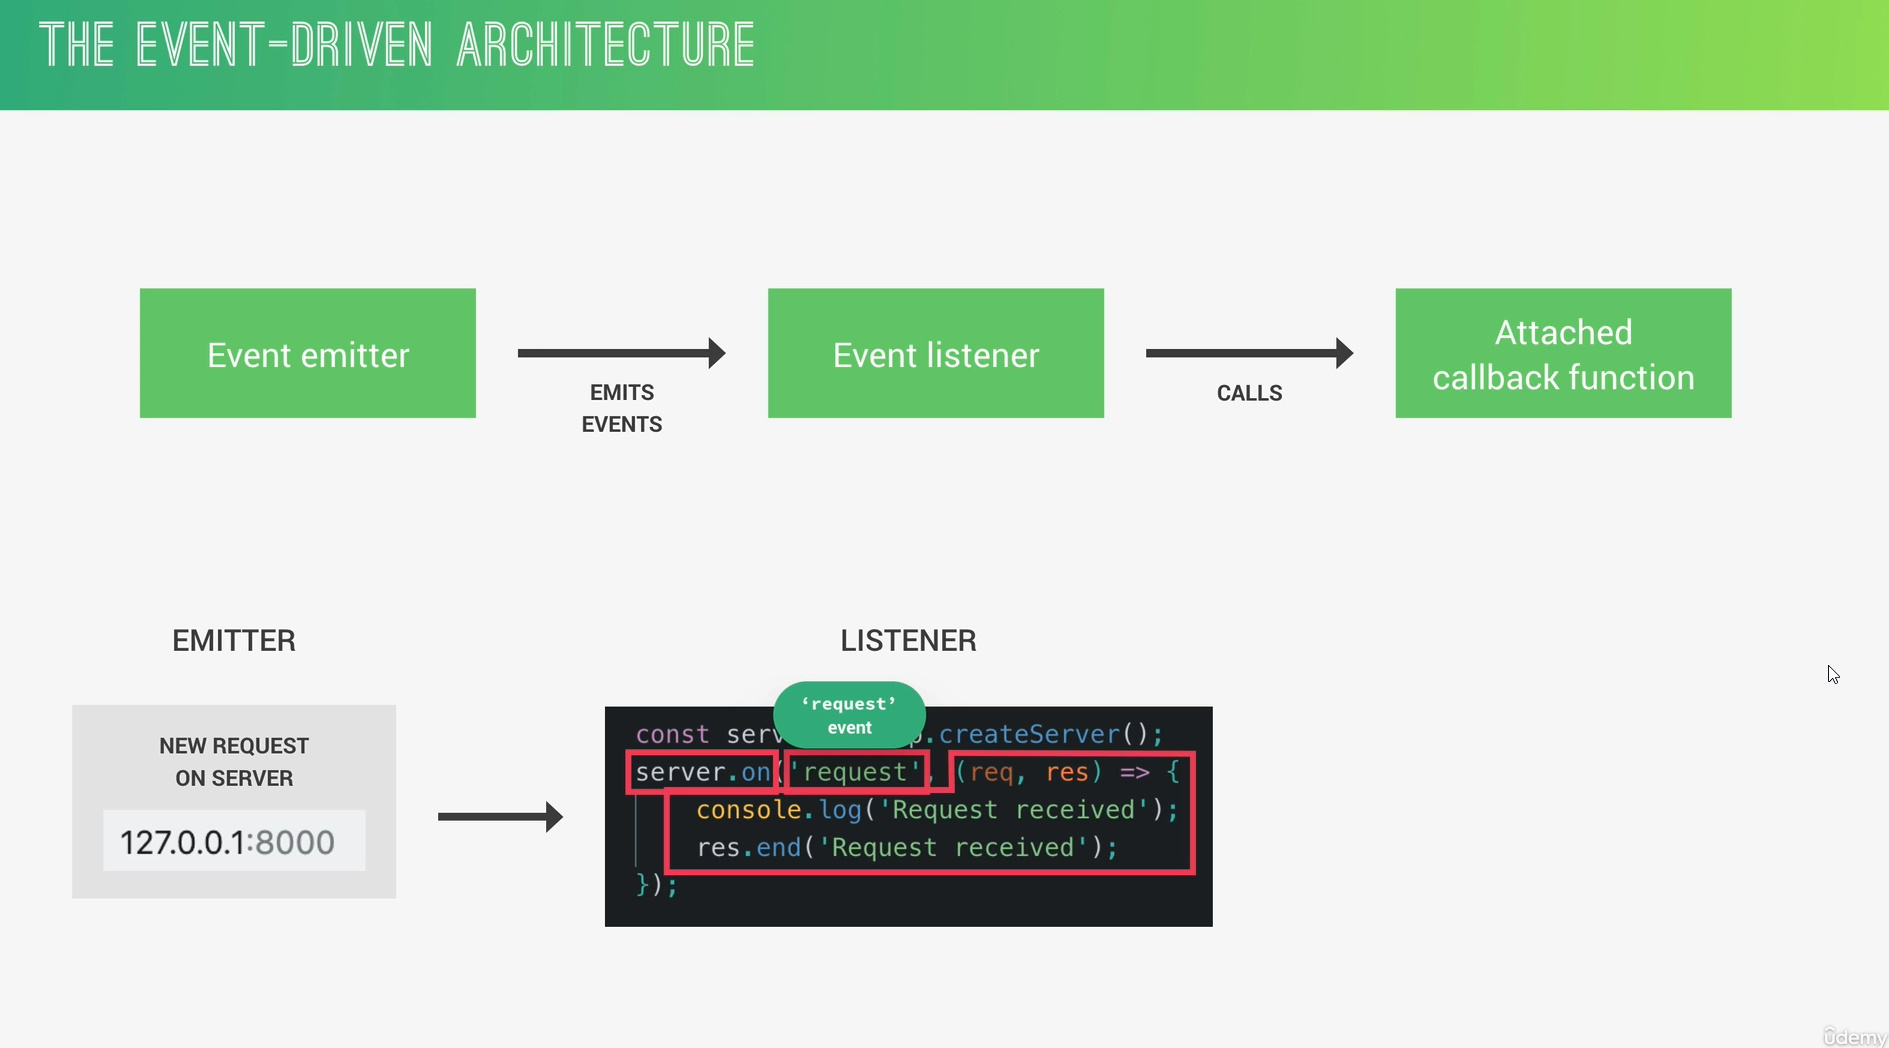 THE EVENT-DRIVEN ARCHITECTURE
Event emitter
EMITS
EVENTS
Event listener
CALLS
Attached
callback function
EMITTER
LISTENER
NEW REQUEST
ON SERVER
127.0.0.1:8000
‘request’
event
const serv p.createServer();
server.on('request', (req, res) => {
console.log('Request received');
res.end('Request received');
});
ûdemy